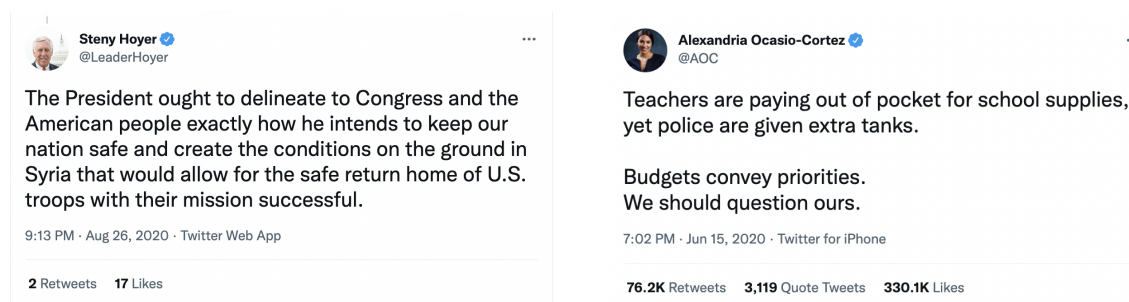 Steny Hoyer
@LeaderHoyer
The President ought to delineate to Congress and the
American people exactly how he intends to keep our
nation safe and create the conditions on the ground in
Syria that would allow for the safe return home of U.S.
troops with their mission successful.
9:13 PM · Aug 26, 2020 · Twitter Web App
2 Retweets 17 Likes
Alexandria Ocasio-Cortez
@AOC
Teachers are paying out of pocket for school supplies,
yet police are given extra tanks.
Budgets convey priorities.
We should question ours.
7:02 PM · Jun 15, 2020 · Twitter for iPhone
76.2K Retweets 3,119 Quote Tweets 330.1K Likes